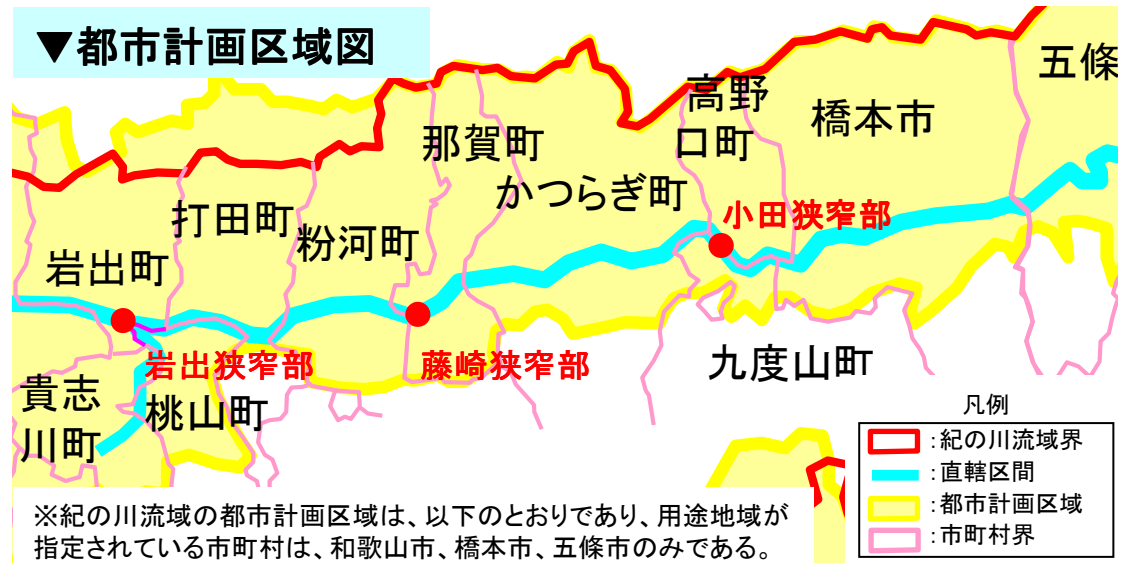 ▼都市計画区域図
五條
高野
口町
橋本市
那賀町
かつらぎ町
打田町
粉河町
小田狭窄部
岩出町
岩出狭窄部
藤崎狭窄部
九度山町
貴志
川町
桃山町
凡例
:紀の川流域界
:直轄区間
:都市計画区域
:市町村界
※紀の川流域の都市計画区域は、以下のとおりであり、用途地域が
指定されている市町村は、和歌山市、橋本市、五條市のみである。